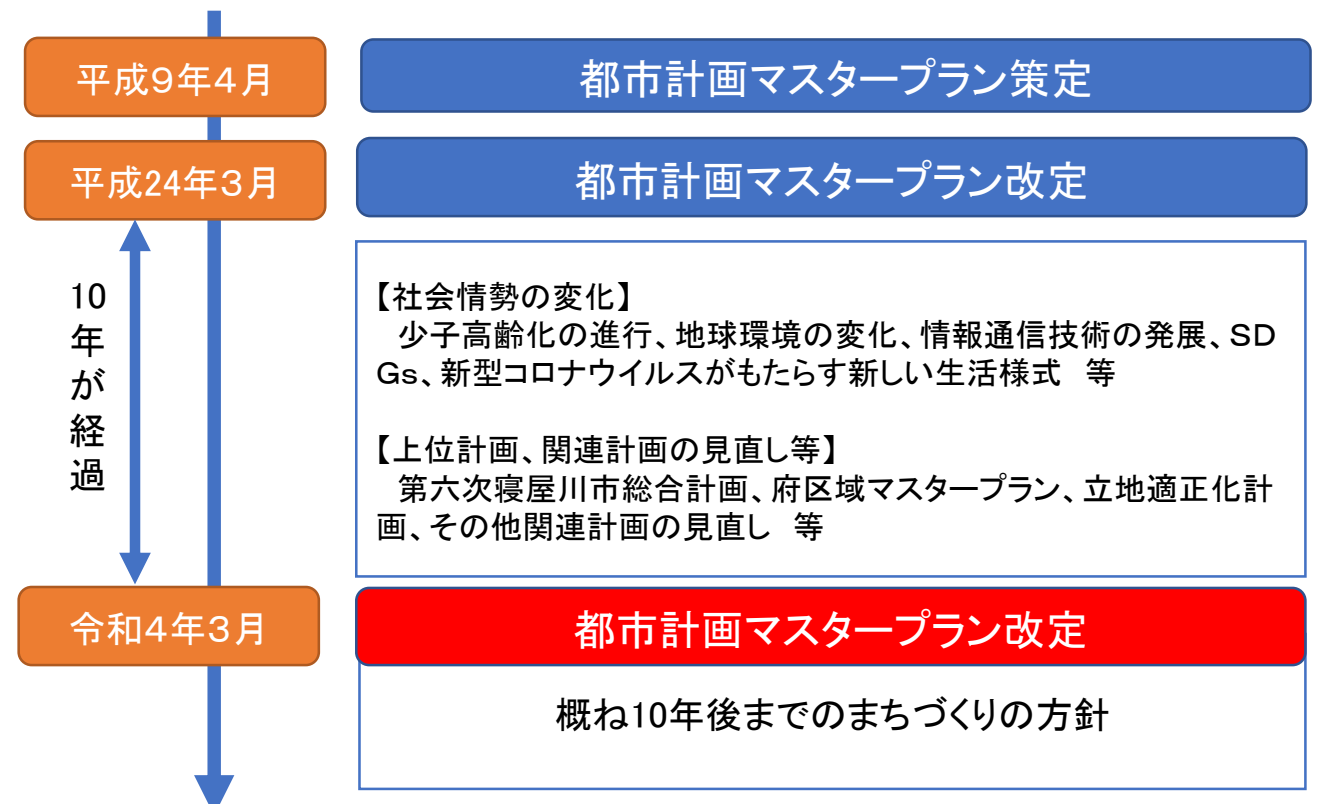 平成9年4月
都市計画マスタープラン策定
平成24年3月
都市計画マスタープラン改定
10年が経過
【社会情勢の変化】
少子高齢化の進行、地球環境の変化、情報通信技術の発展、SD
Gs、新型コロナウイルスがもたらす新しい生活様式　等
【上位計画、関連計画の見直し等】
第六次寝屋川市総合計画、府区域マスタープラン、立地適正化計
画、その他関連計画の見直し　等
令和4年3月
都市計画マスタープラン改定
概ね10年後までのまちづくりの方針